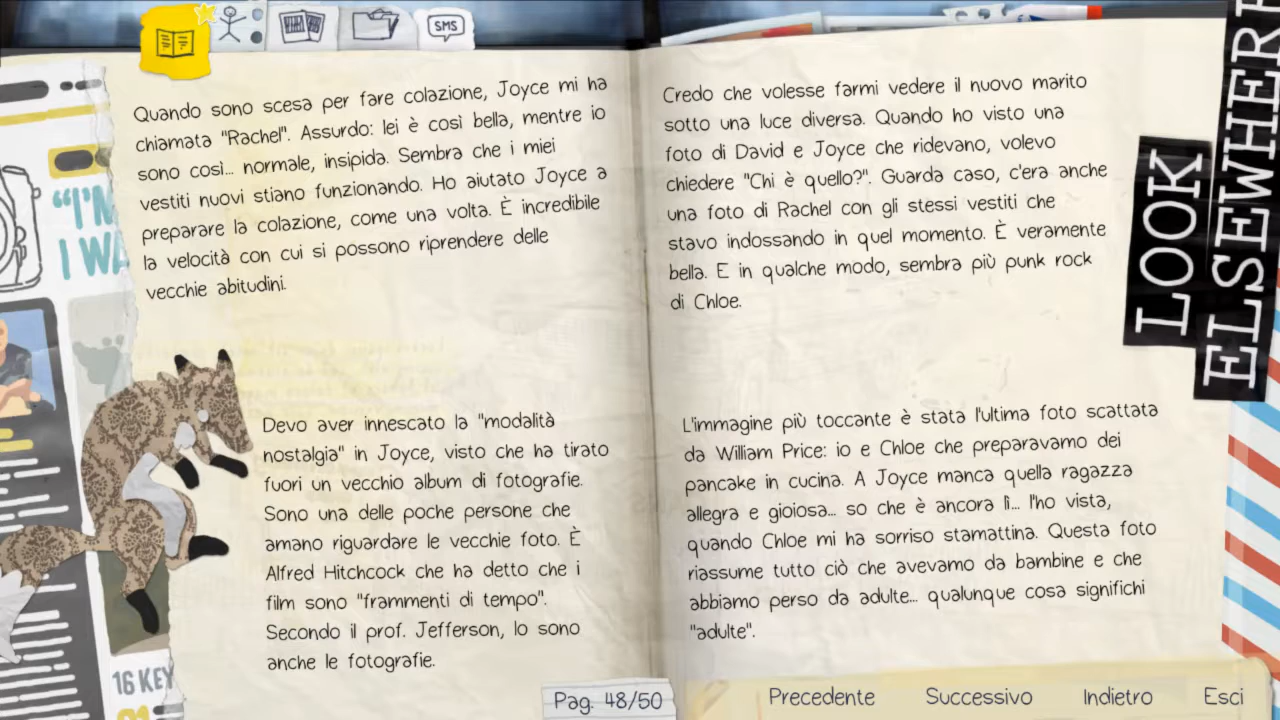 SMS
Quando sono scesa per fare colazione, Joyce mi ha
chiamata "Rachel". Assurdo: lei è così bella, mentre io
sono così... normale, insipida. Sembra che i miei
vestiti nuovi stiano funzionando. Ho aiutato Joyce a
preparare la colazione, come una volta. È incredibile
la velocità con cui si possono riprendere delle
vecchie abitudini.
Devo aver innescato la "modalità
nostalgia" in Joyce, visto che ha tirato
fuori un vecchio album di fotografie.
Sono una delle poche persone che
amano riguardare le vecchie foto. È
Alfred Hitchcock che ha detto che i
film sono "frammenti di tempo".
Secondo il prof. Jefferson, lo sono
anche le fotografie.
Credo che volesse farmi vedere il nuovo marito
sotto una luce diversa. Quando ho visto una
foto di David e Joyce che ridevano, volevo
chiedere "Chi è quello?". Guarda caso, c'era anche
una foto di Rachel con gli stessi vestiti che
stavo indossando in quel momento. È veramente
bella. E in qualche modo, sembra più punk rock
di Chloe.
L'immagine più toccante è stata l'ultima foto scattata
da William Price: io e Chloe che preparavamo dei
pancake in cucina. A Joyce manca quella ragazza
allegra e gioiosa... so che è ancora lì... l'ho vista,
quando Chloe mi ha sorriso stamattina. Questa foto
riassume tutto ciò che avevamo da bambine e che
abbiamo perso da adulte... qualunque cosa significhi
"adulte".
LOOK
ELSEWHERE
"I'M
I WA
16 KEY
Pag. 48/50
Precedente Successivo Indietro Esci